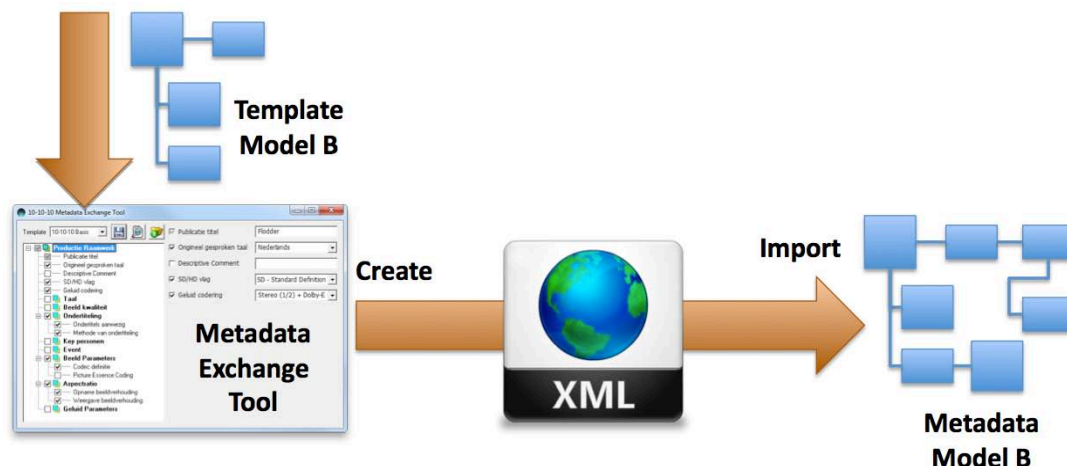 Template
Model B
10-10-10 Metadata Exchange Tool
Template 10-10-10 Basis
Productie Raamwerk
Publicatie titel
Origineel gesproken taal
Descriptive Comment
SD/HD vlag
Geluid codering
Taal
Beeld kwaliteit
Ondertiteling
Ondertitels aanwezig
Methode van ondertiteling
Key personen
Event
Beeld Parameters
Codec definitie
Picture Essence Coding
Aspectratio
Opname beeldverhouding
Weergave beeldverhouding
Geluid Parameters
Publicatie titel Flodder
Origineel gesproken taal Nederlands
Descriptive Comment
SD/HD vlag SD - Standard Definition
Geluid codering Stereo (1/2) + Dolby-E
Metadata
Exchange
Tool
Create
XML
Import
Metadata
Model B